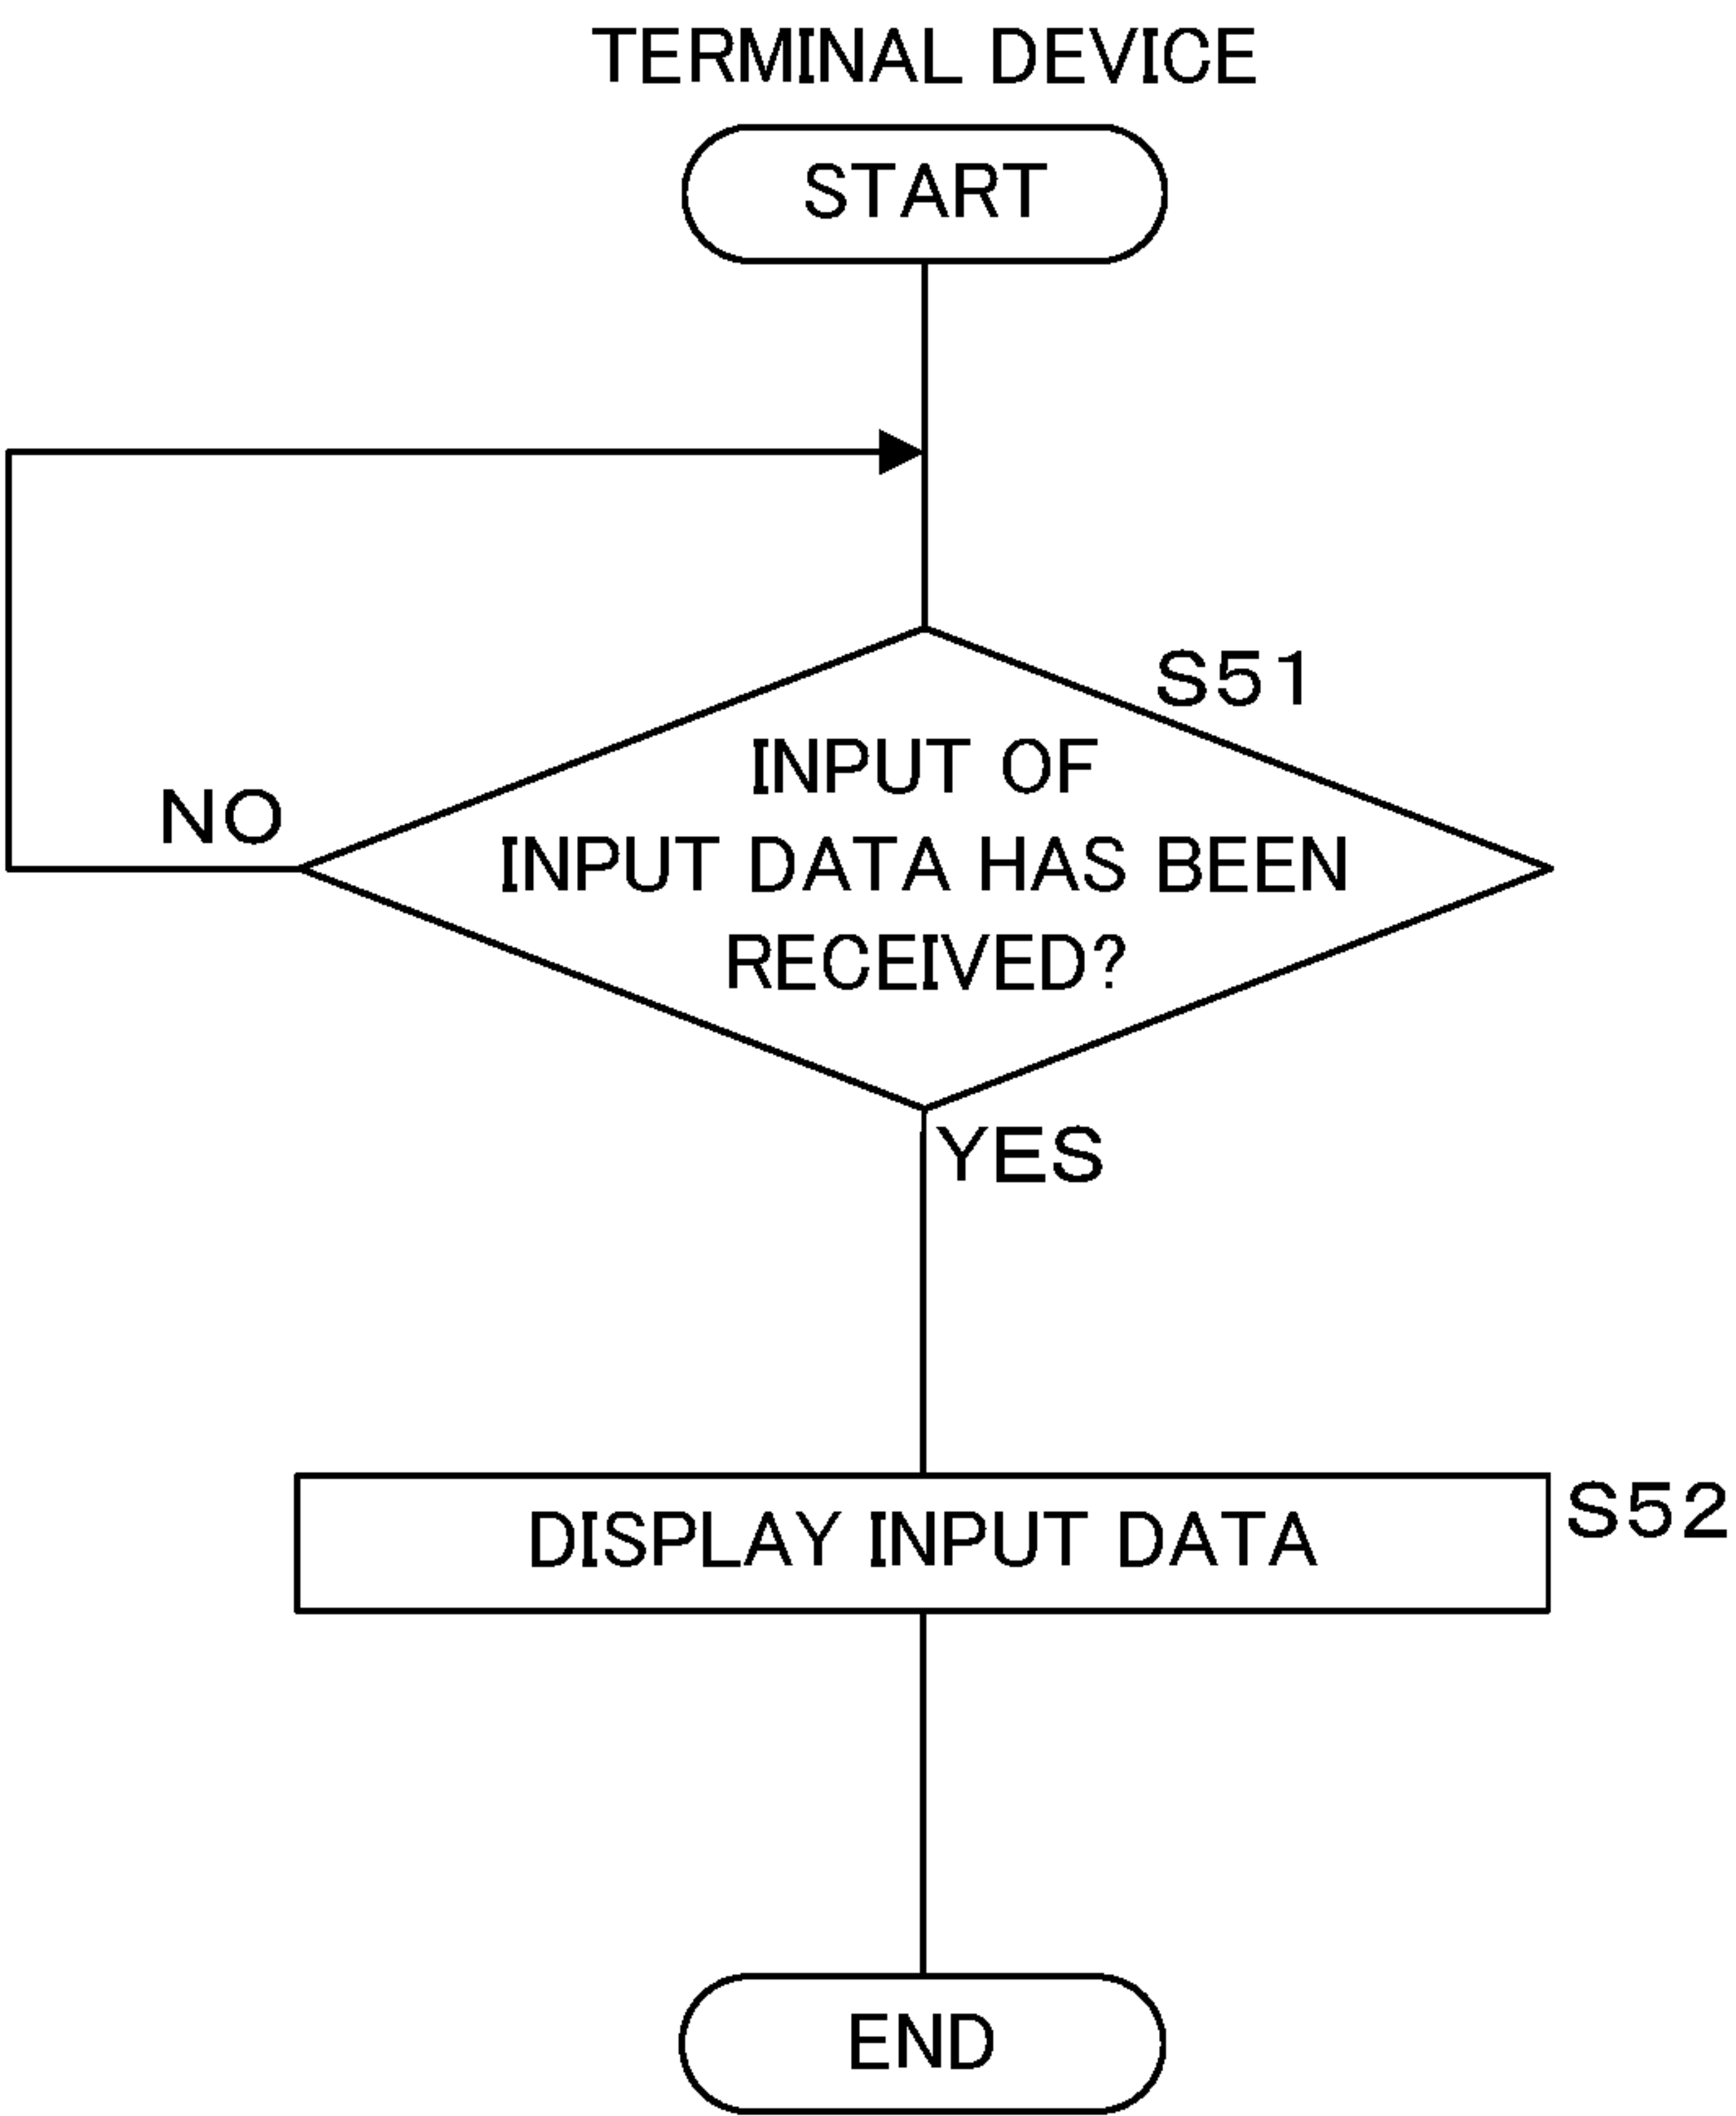 TERMINAL DEVICE
START
S51
INPUT OF
INPUT DATA HAS BEEN
RECEIVED?
NO
YES
DISPLAY INPUT DATA
S52
END